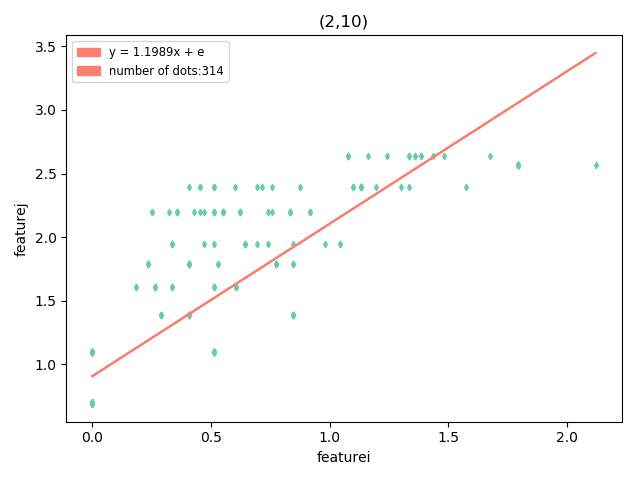 (2,10)
y = 1.1989x + e
number of dots:314
3.5
3.0
2.5
2.0
1.5
1.0
featurej
0.0 0.5 1.0 1.5 2.0
featurei